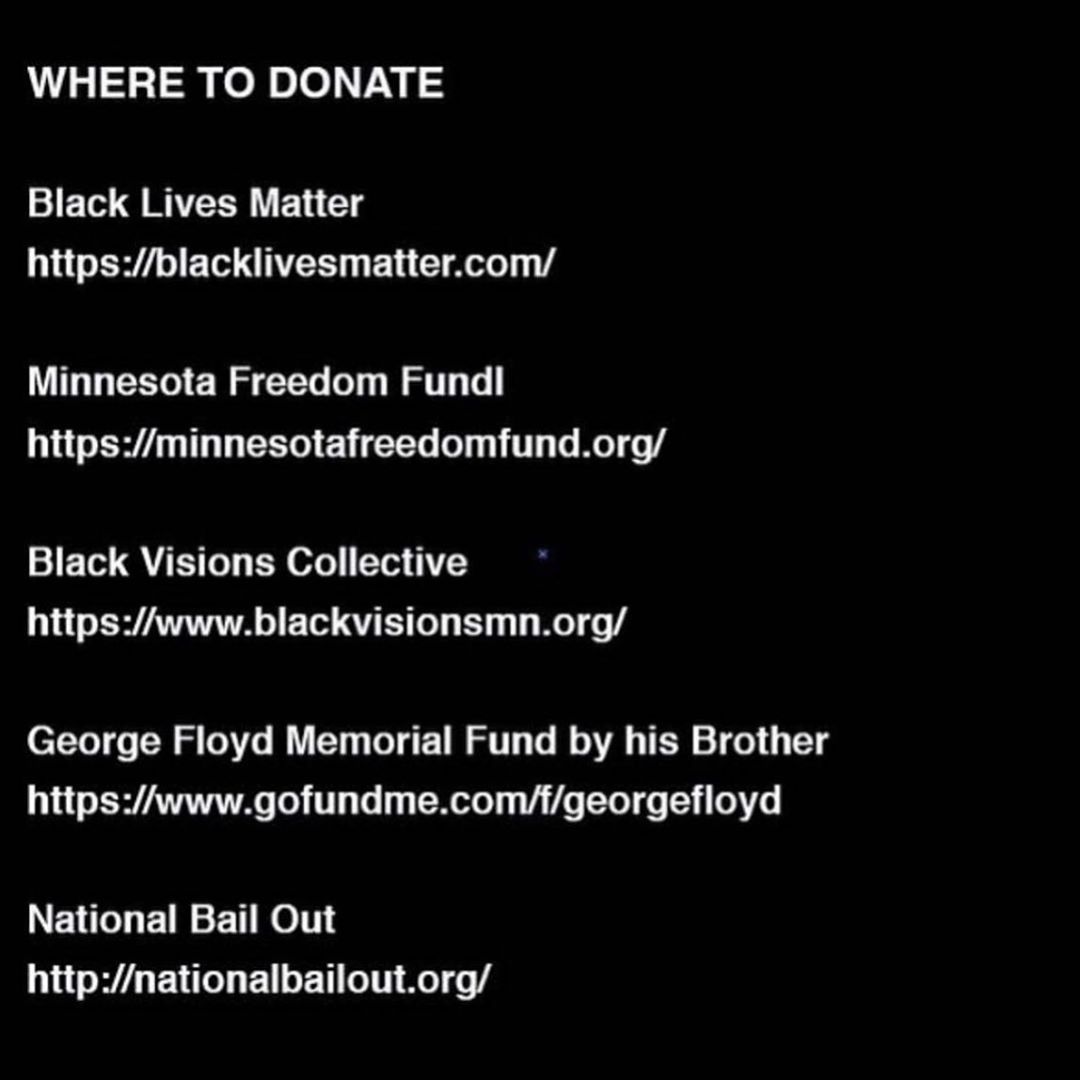 WHERE TO DONATE
Black Lives Matter
https://blacklivesmatter.com/
Minnesota Freedom Fundl
https://minnesotafreedomfund.org/
Black Visions Collective
https://www.blackvisionsmn.org/
George Floyd Memorial Fund by his Brother
https://www.gofundme.com/f/georgefloyd
National Bail Out
http://nationalbailout.org/